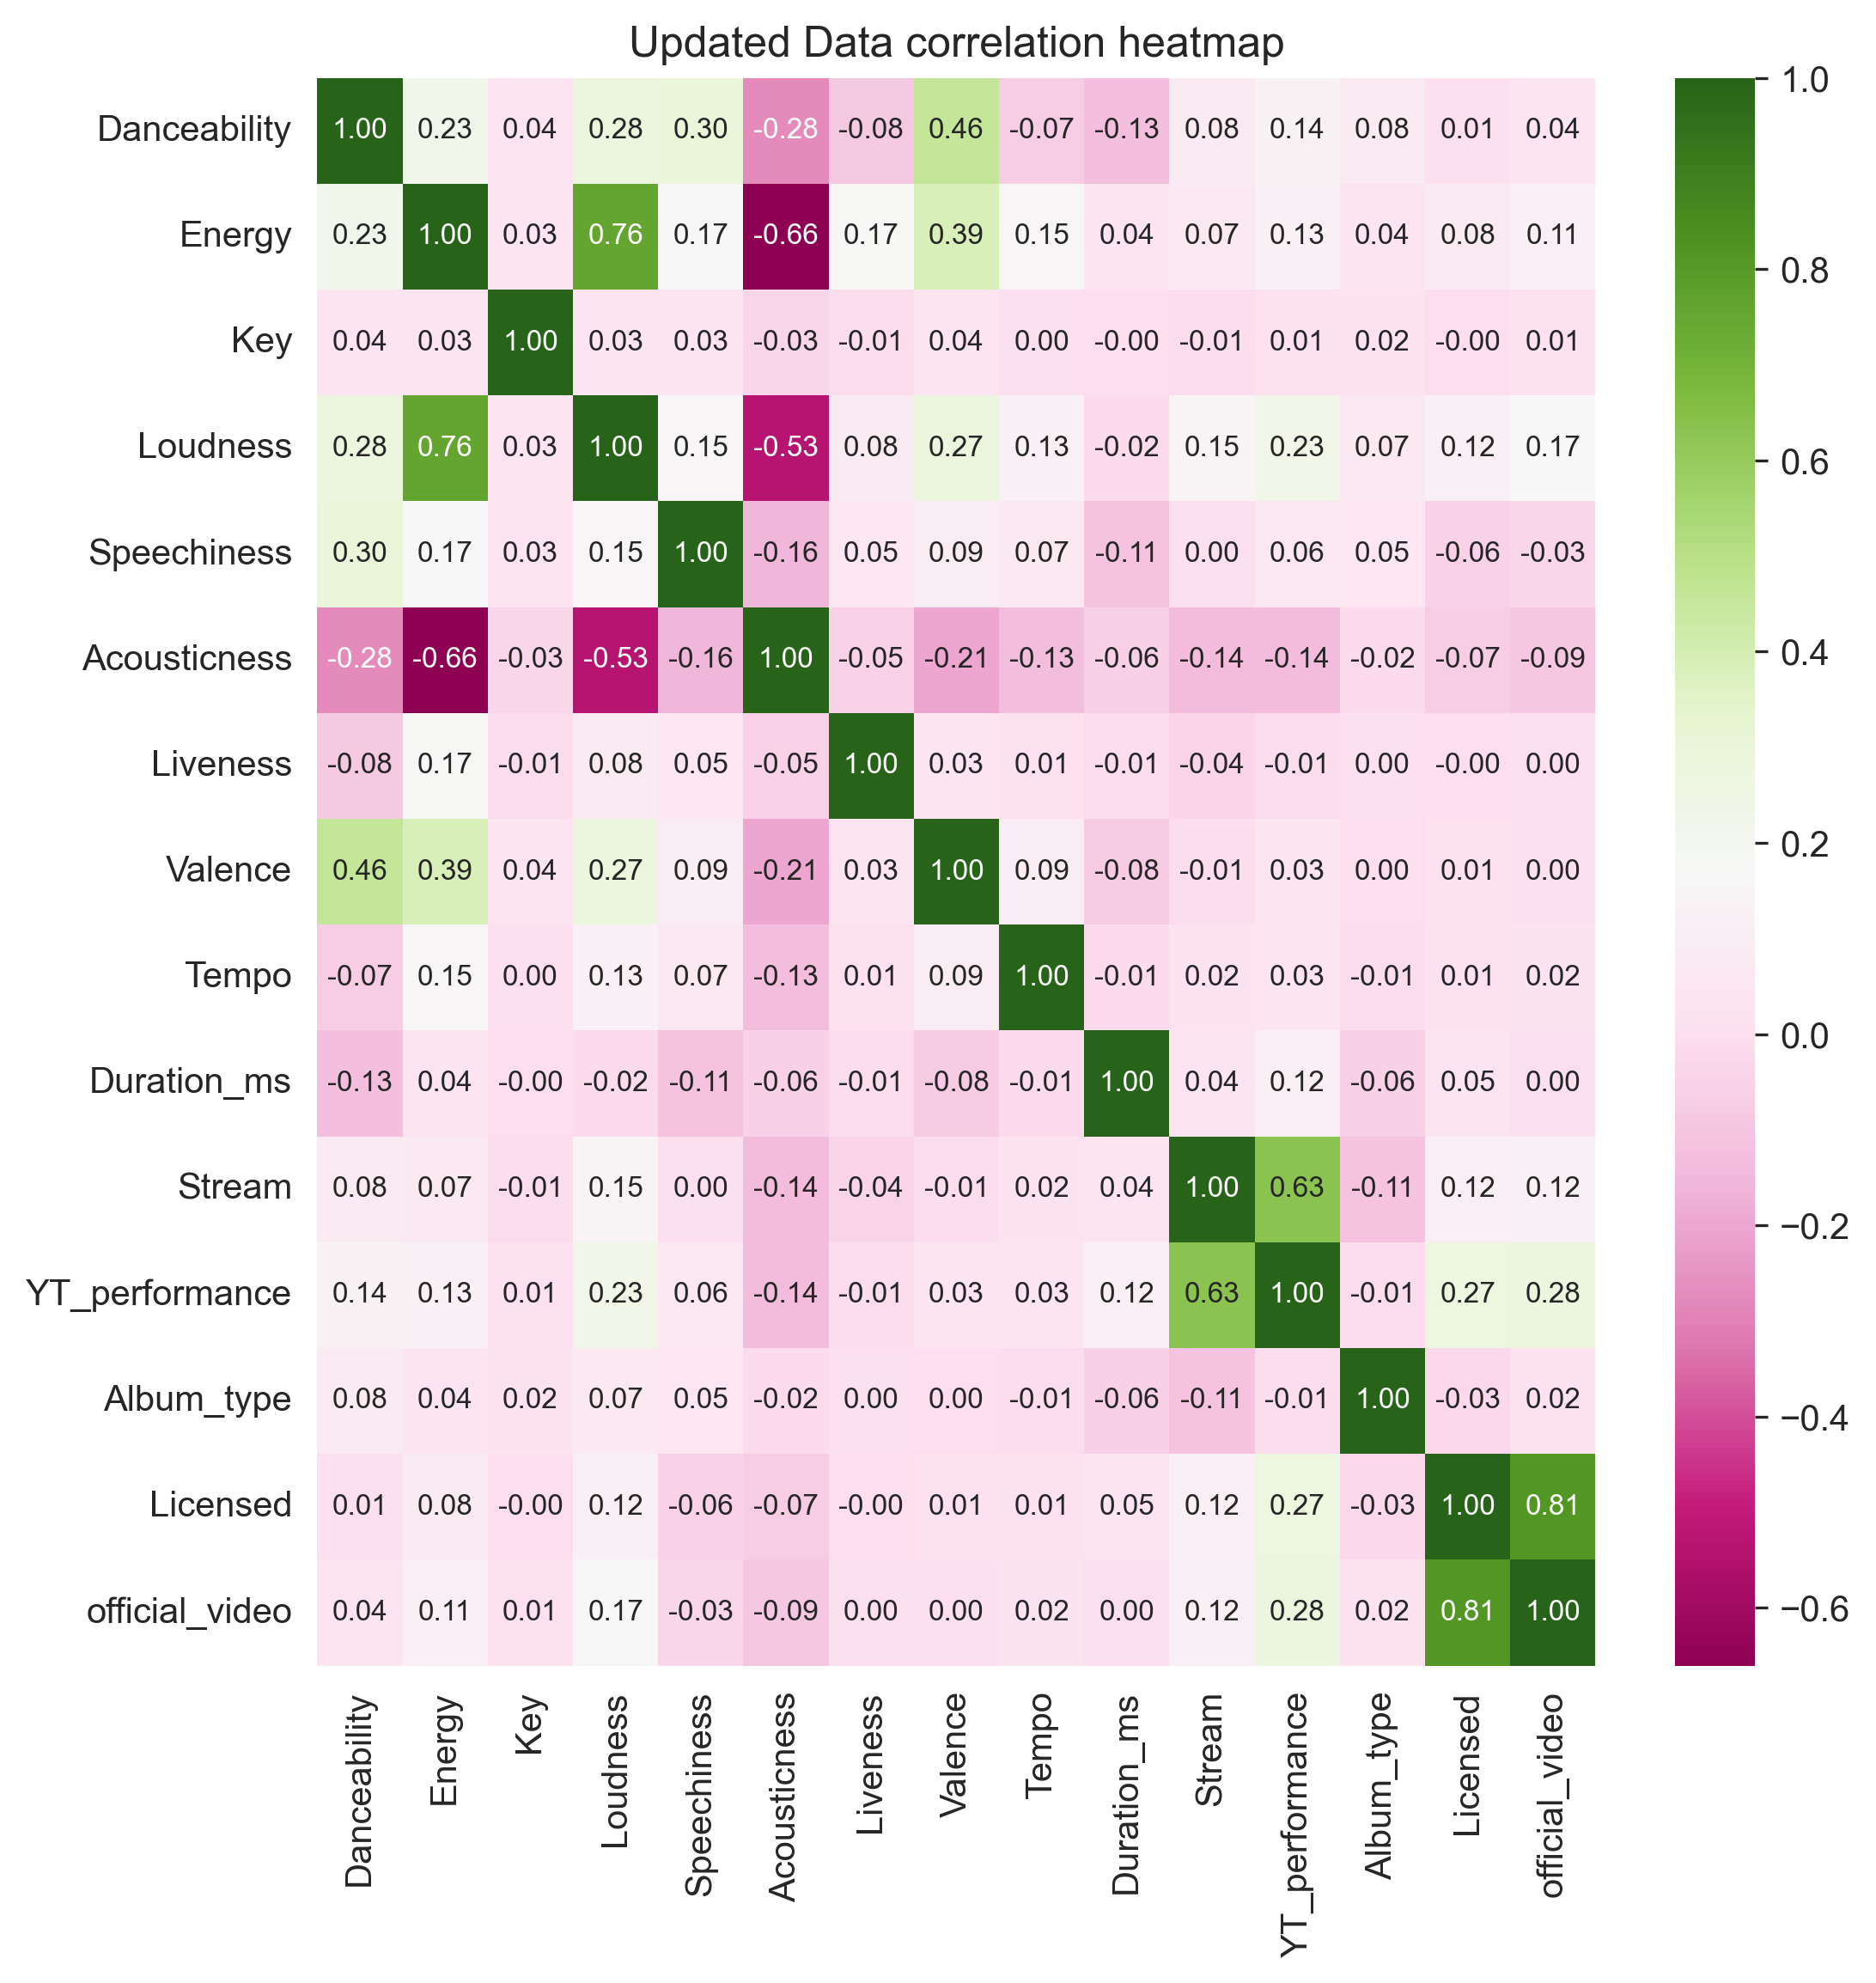 Updated Data correlation heatmap
Danceability 1.00 0.23 0.04 0.28 0.30 -0.28 -0.08 0.46 -0.07 -0.13 0.08 0.14 0.08 0.01 0.04
Energy 0.23 1.00 0.03 0.76 0.17 -0.66 0.17 0.39 0.15 0.04 0.07 0.13 0.04 0.08 0.11
Key 0.04 0.03 1.00 0.03 0.03 -0.03 -0.01 0.04 0.00 -0.00 -0.01 0.01 0.02 -0.00 0.01
Loudness 0.28 0.76 0.03 1.00 0.15 -0.53 0.08 0.27 0.13 -0.02 0.15 0.23 0.07 0.12 0.17
Speechiness 0.30 0.17 0.03 0.15 1.00 -0.16 0.05 0.09 0.07 -0.11 0.00 0.06 0.05 -0.06 -0.03
Acousticness -0.28 -0.66 -0.03 -0.53 -0.16 1.00 -0.05 -0.21 -0.13 -0.06 -0.14 -0.14 -0.02 -0.07 -0.09
Liveness -0.08 0.17 -0.01 0.08 0.05 -0.05 1.00 0.03 0.01 -0.01 -0.04 -0.01 0.00 -0.00 0.00
Valence 0.46 0.39 0.04 0.27 0.09 -0.21 0.03 1.00 0.09 -0.08 -0.01 0.03 0.00 0.01 0.00
Tempo -0.07 0.15 0.00 0.13 0.07 -0.13 0.01 0.09 1.00 -0.01 0.02 0.03 -0.01 0.01 0.02
Duration_ms -0.13 0.04 -0.00 -0.02 -0.11 -0.06 -0.01 -0.08 -0.01 1.00 0.04 0.12 -0.06 0.05 0.00
Stream 0.08 0.07 -0.01 0.15 0.00 -0.14 -0.04 -0.01 0.02 0.04 1.00 0.63 -0.11 0.12 0.12
YT_performance 0.14 0.13 0.01 0.23 0.06 -0.14 -0.01 0.03 0.03 0.12 0.63 1.00 -0.01 0.27 0.28
Album_type 0.08 0.04 0.02 0.07 0.05 -0.02 0.00 0.00 -0.01 -0.06 -0.11 -0.01 1.00 -0.03 0.02
Licensed 0.01 0.08 -0.00 0.12 -0.06 -0.07 -0.00 0.01 0.01 0.05 0.12 0.27 -0.03 1.00 0.81
official_video 0.04 0.11 0.01 0.17 -0.03 -0.09 0.00 0.00 0.02 0.00 0.12 0.28 0.02 0.81 1.00
Danceability
Energy
Key
Loudness
Speechiness
Acousticness
Liveness
Valence
Tempo
Duration_ms
Stream
YT_performance
Album_type
Licensed
official_video
1.0
0.8
0.6
0.4
0.2
0.0
−0.2
−0.4
−0.6